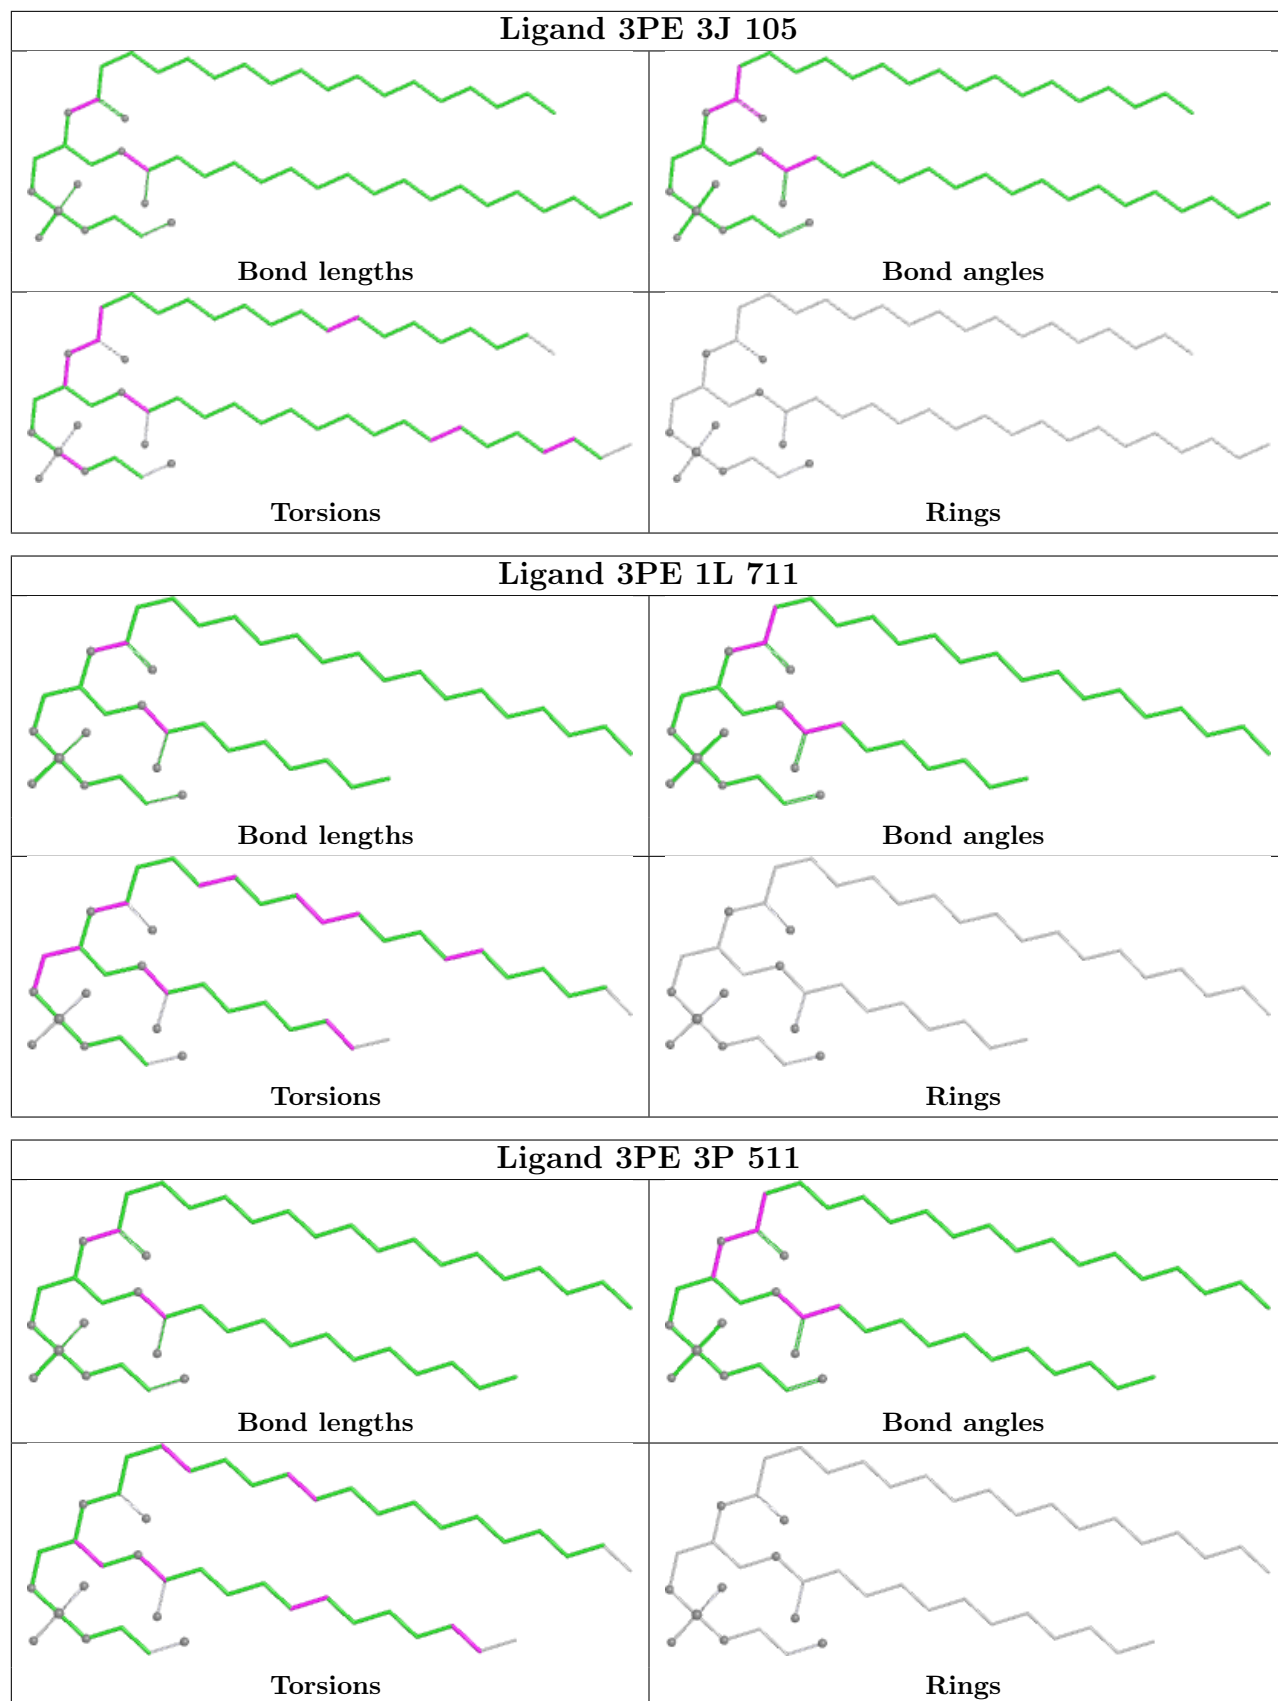 Ligand 3PE 3J 105
Bond lengths
Bond angles
Torsions
Rings
Ligand 3PE 1L 711
Bond lengths
Bond angles
Torsions
Rings
Ligand 3PE 3P 511
Bond lengths
Bond angles
Torsions
Rings